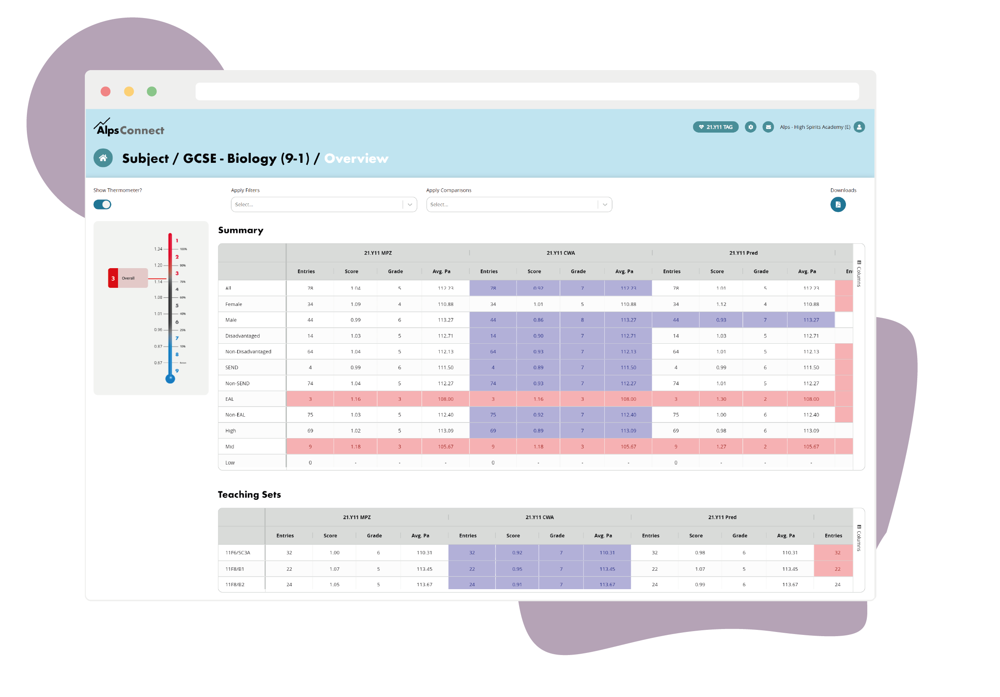 AlpsConnect
21.Y11 TAG
Alps - High Spirits Academy (E)
Subject / GCSE - Biology (9-1) / Overview
Show Thermometer?
Apply Filters
Apply Comparisons
Downloads
Select...
Select...
1
1.34 100%
2
1.20 90%
3
3 Overall
1.14 75%
4
1.08 60%
5
1.01 40%
6
0.96 25%
7
0.87 10%
8
0.67 Bottom
9
Summary
21.Y11 MPZ 21.Y11 CWA 21.Y11 Pred
Entries Score Grade Avg. Pa Entries Score Grade Avg. Pa Entries Score Grade Avg. Pa En
Columns
All 78 1.04 5 112.23 78 0.92 7 112.23 78 1.01 5 112.23
Female 34 1.09 4 110.88 34 1.01 5 110.88 34 1.12 4 110.88
Male 44 0.99 6 113.27 44 0.86 8 113.27 44 0.93 7 113.27
Disadvantaged 14 1.03 5 112.71 14 0.90 7 112.71 14 1.03 5 112.71
Non-Disadvantaged 64 1.04 5 112.13 64 0.93 7 112.13 64 1.01 5 112.13
SEND 4 0.99 6 111.50 4 0.89 7 111.50 4 0.99 6 111.50
Non-SEND 74 1.04 5 112.27 74 0.93 7 112.27 74 1.01 5 112.27
EAL 3 1.16 3 108.00 3 1.16 3 108.00 3 1.30 2 108.00
Non-EAL 75 1.03 5 112.40 75 0.92 7 112.40 75 1.00 6 112.40
High 69 1.02 5 113.09 69 0.89 7 113.09 69 0.98 6 113.09
Mid 9 1.18 3 105.67 9 1.18 3 105.67 9 1.27 2 105.67
Low 0 - - - 0 - - - 0 - - -
Teaching Sets
21.Y11 MPZ 21.Y11 CWA 21.Y11 Pred
Entries Score Grade Avg. Pa Entries Score Grade Avg. Pa Entries Score Grade Avg. Pa Entries
Columns
11F6/SC3A 32 1.00 6 110.31 32 0.92 7 110.31 32 0.98 6 110.31 32
11F8/B1 22 1.07 5 113.45 22 0.95 7 113.45 22 1.07 5 113.45 22
11F8/B2 24 1.05 5 113.67 24 0.91 7 113.67 24 0.99 6 113.67 24